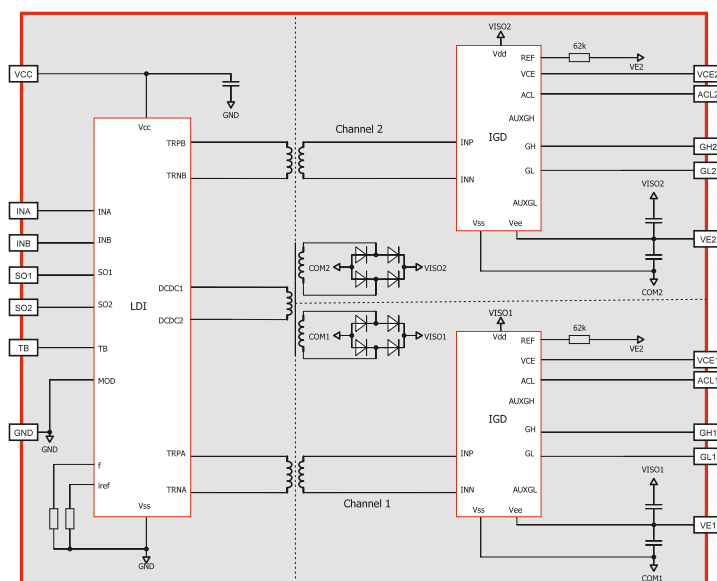 VISO2
Vdd
REF
62k
VE2
VCC
VCE
VCE2
ACL
ACL2
GND
Vcc
AUXGH
Channel 2
TRPB
INP
IGD
GH
GH2
TRNB
INN
GL
GL2
VISO2
INA
INA
AUXGL
Vss
Vee
INB
INB
VE2
SO1
SO1
COM2
VISO2
DCDC1
COM2
SO2
SO2
LDI
DCDC2
VISO1
Vdd
62k
COM1
VISO1
REF
VE2
TB
TB
VCE
VCE1
MOD
ACL
ACL1
AUXGH
IGD
GND
GND
GH
GH1
TRPA
INP
GL
GL1
f
VISO1
iref
TRNA
INN
AUXGL
Channel 1
Vss
Vss
Vee
VE1
GND
COM1